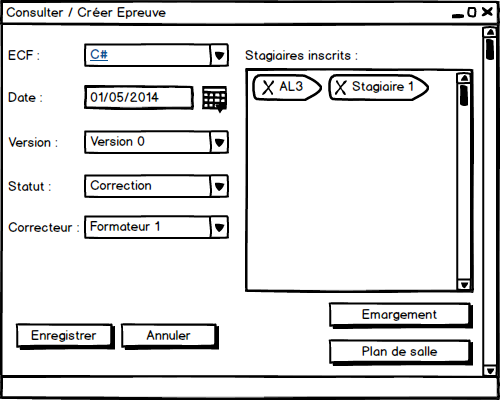 Consulter / Créer Epreuve
ECF :
C#
Date :
01/05/2014
Version :
Version 0
Statut :
Correction
Correcteur :
Formateur 1
Stagiaires inscrits :
AL3
Stagiaire 1
Emargement
Plan de salle
Enregistrer
Annuler